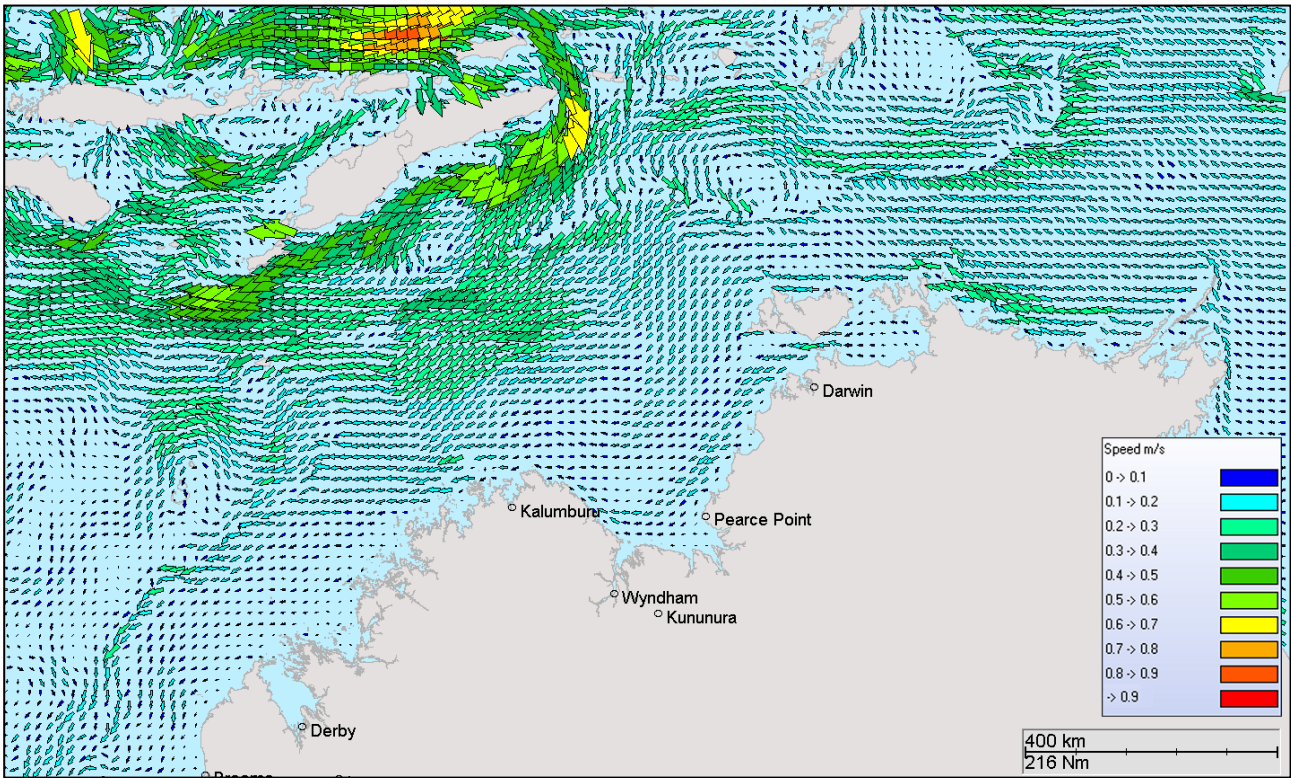 Darwin
Kalumburu
Pearce Point
Wyndham
Kununura
Derby
Broome
Speed m/s
0 -> 0.1
0.1 -> 0.2
0.2 -> 0.3
0.3 -> 0.4
0.4 -> 0.5
0.5 -> 0.6
0.6 -> 0.7
0.7 -> 0.8
0.8 -> 0.9
-> 0.9
400 km
216 Nm